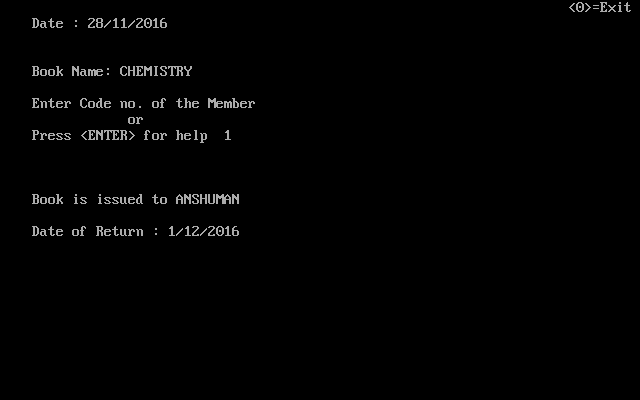 <0>=Exit
Date : 28/11/2016
Book Name: CHEMISTRY
Enter Code no. of the Member
or
Press <ENTER> for help  1
Book is issued to ANSHUMAN
Date of Return : 1/12/2016